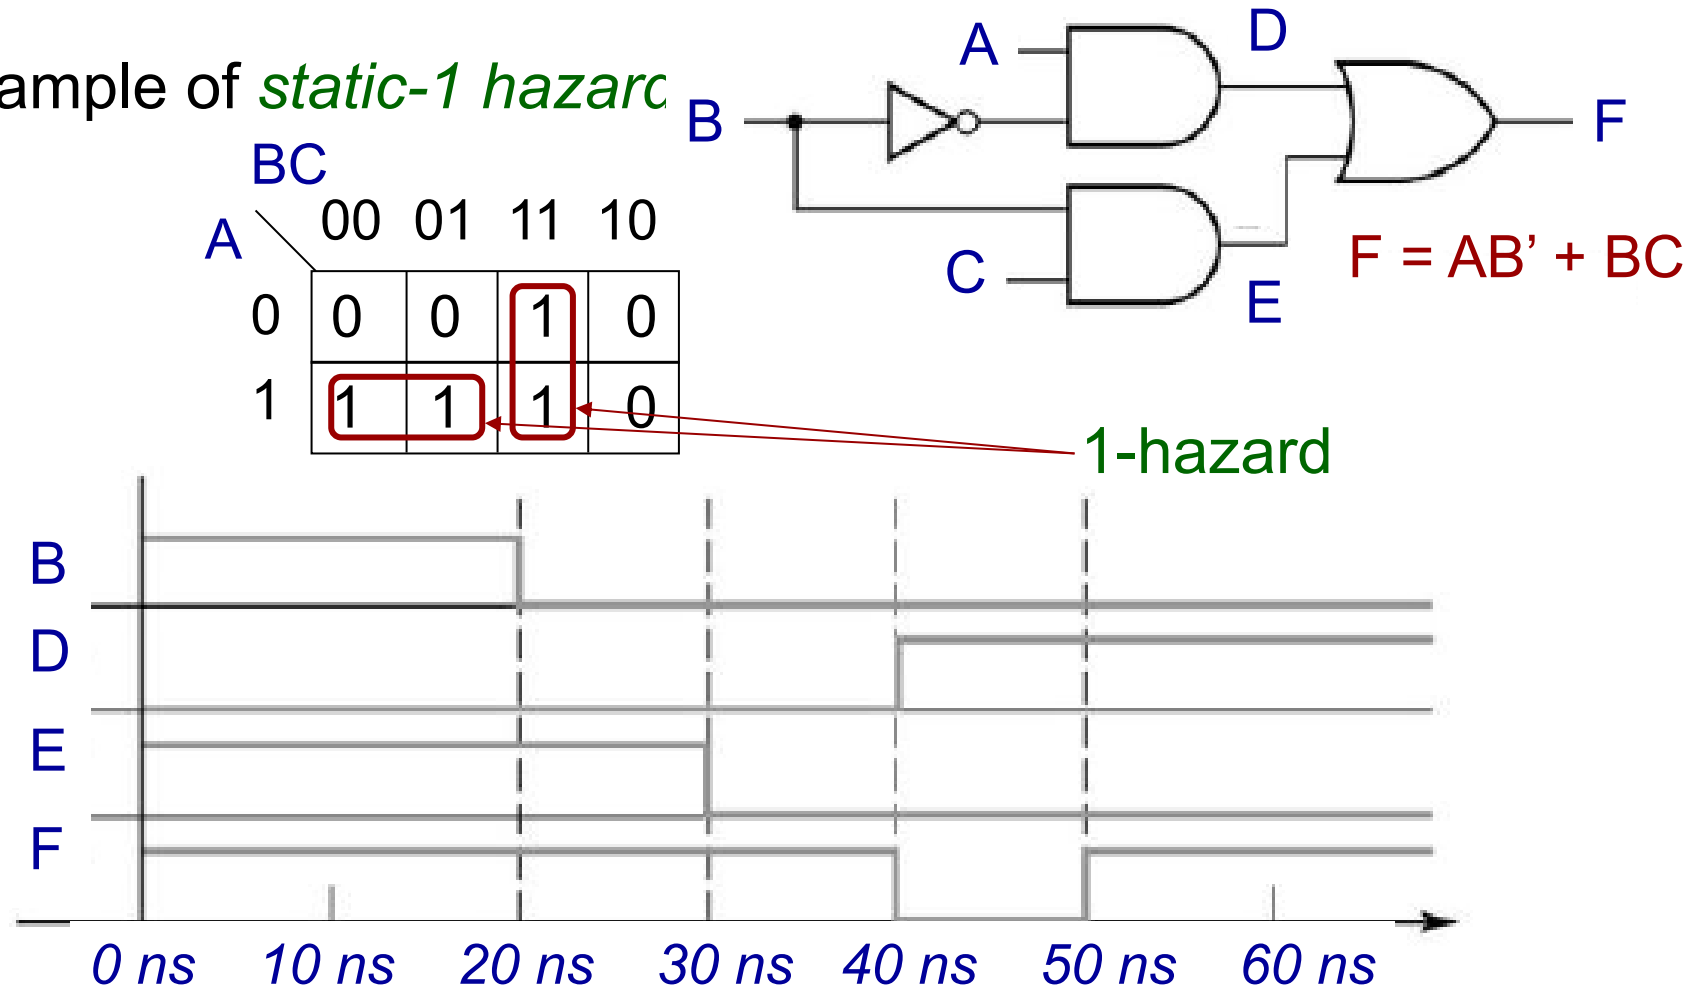 ample of static-1 hazard
A
D
B
F
C
E
F = AB’ + BC
BC
A
00 01 11 10
0 0 0 1 0
1 1 1 1 0
1-hazard
B
D
E
F
0 ns 10 ns 20 ns 30 ns 40 ns 50 ns 60 ns